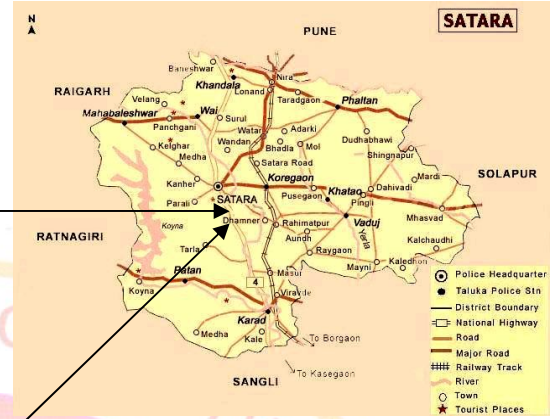 SATARA
N
PUNE
Baneshwar
Nira
Khandala
Lonand
Taradgaon
Phaltan
RAIGARH
Velang
Wai
Surul
Mahabaleshwar
Panchgani
Watar
Adarki
Wandan
Bhadla
Mol
Dudhabhawi
Kelghar
Shingnapur
Medha
Satara Road
SOLAPUR
Kanher
Koregaon
Mardi
SATARA
Pusegaon
Khatao
Dahivadi
Parali
Pingli
Mhasvad
Koyna
Dhamner
Rahimatpur
Vaduj
Yerla
RATNAGIRI
Aundh
Kalchaudhi
Tarla
Raygaon
Mayni
Kaledhon
Patan
Masur
4
Koyna
Viravde
Karad
Medha
Kale
To Borgaon
To Kasegaon
SANGLI
Police Headquarter
Taluka Police Stn
District Boundary
National Highway
Road
Major Road
Railway Track
River
Town
Tourist Places